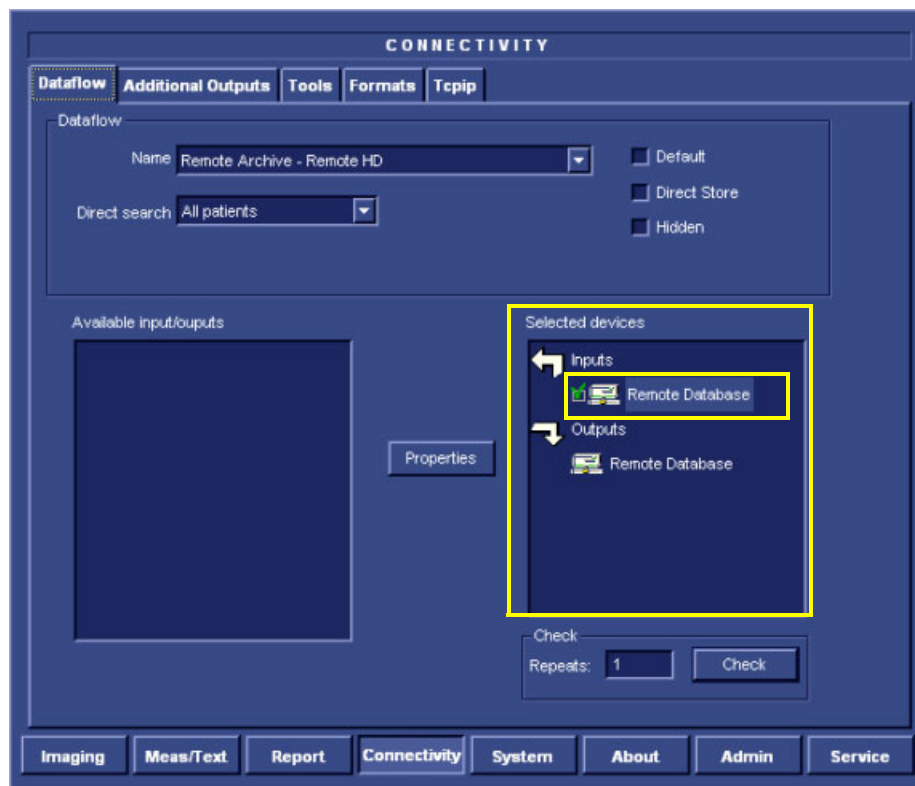 CONNECTIVITY
Dataflow Additional Outputs Tools Formats Tcpip
Dataflow
Name Remote Archive - Remote HD
Default
Direct Store
Direct search All patients
Hidden
Available input/ouputs
Selected devices
Inputs
Remote Database
Outputs
Remote Database
Properties
Check
Repeats: 1 Check
Imaging Meas/Text Report Connectivity System About Admin Service